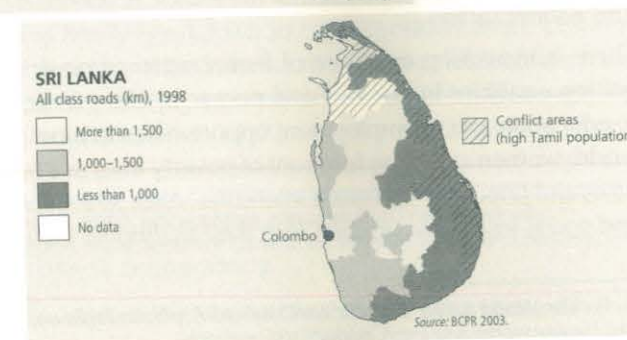 SRI LANKA
All class roads (km), 1998
More than 1,500
1,000–1,500
Less than 1,000
No data
Conflict areas
(high Tamil population
Colombo
Source: BCPR 2003.